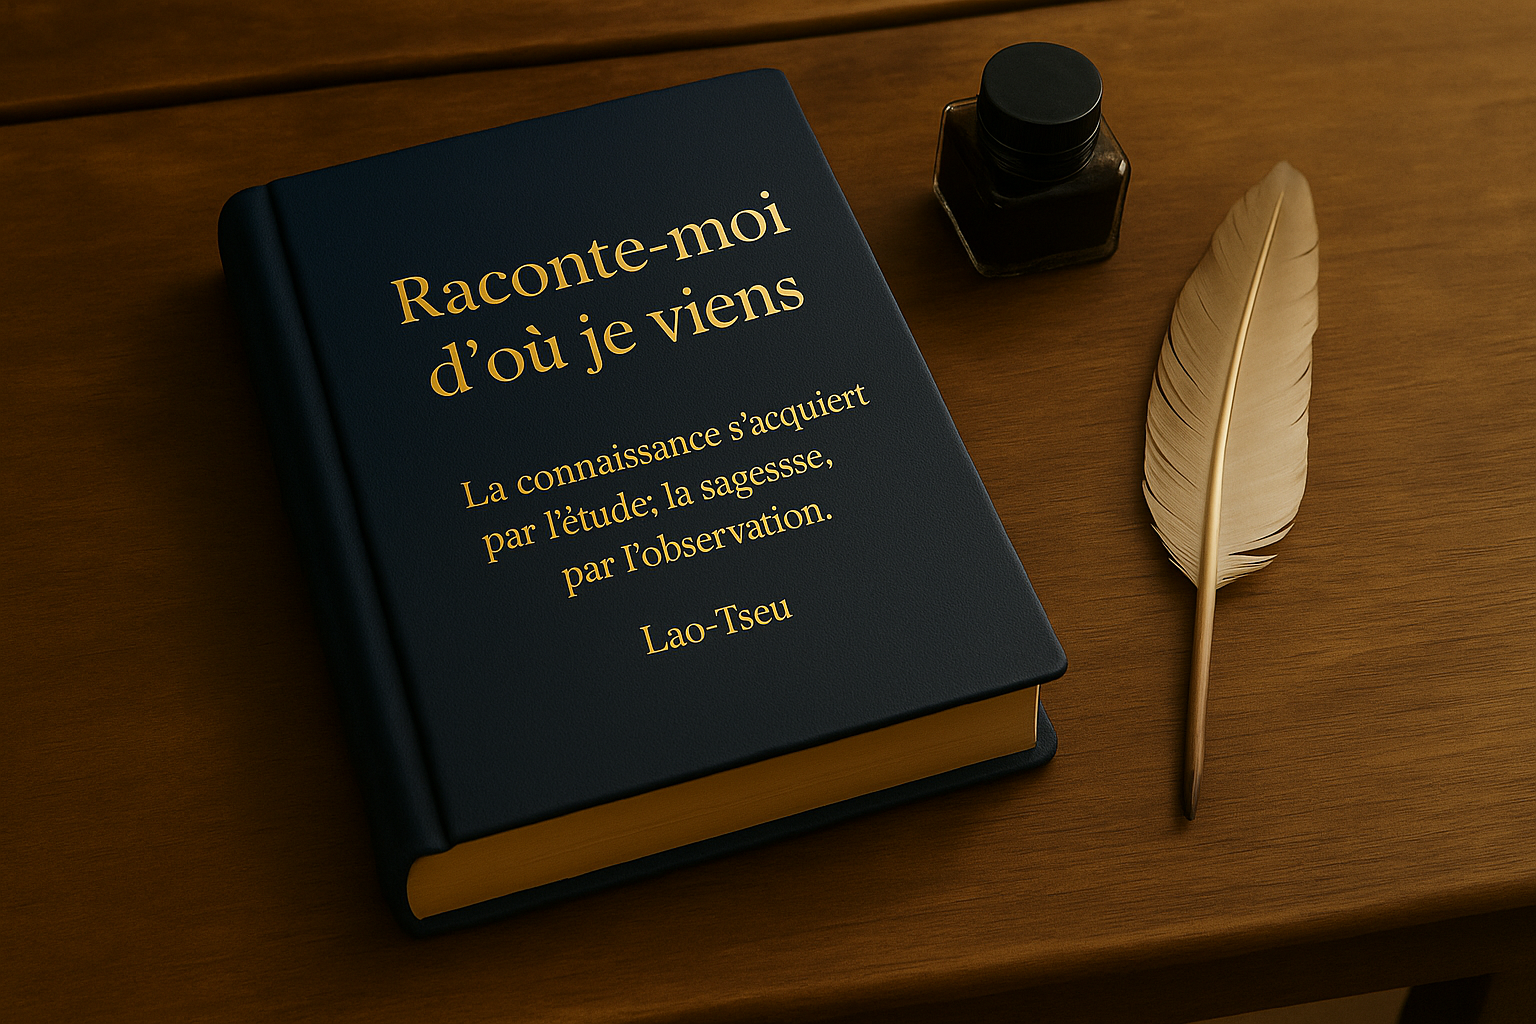 Raconte-moi
d'où je viens
La connaissance s'acquiert
par l'étude; la sagessse,
par l'observation.
Lao-Tseu